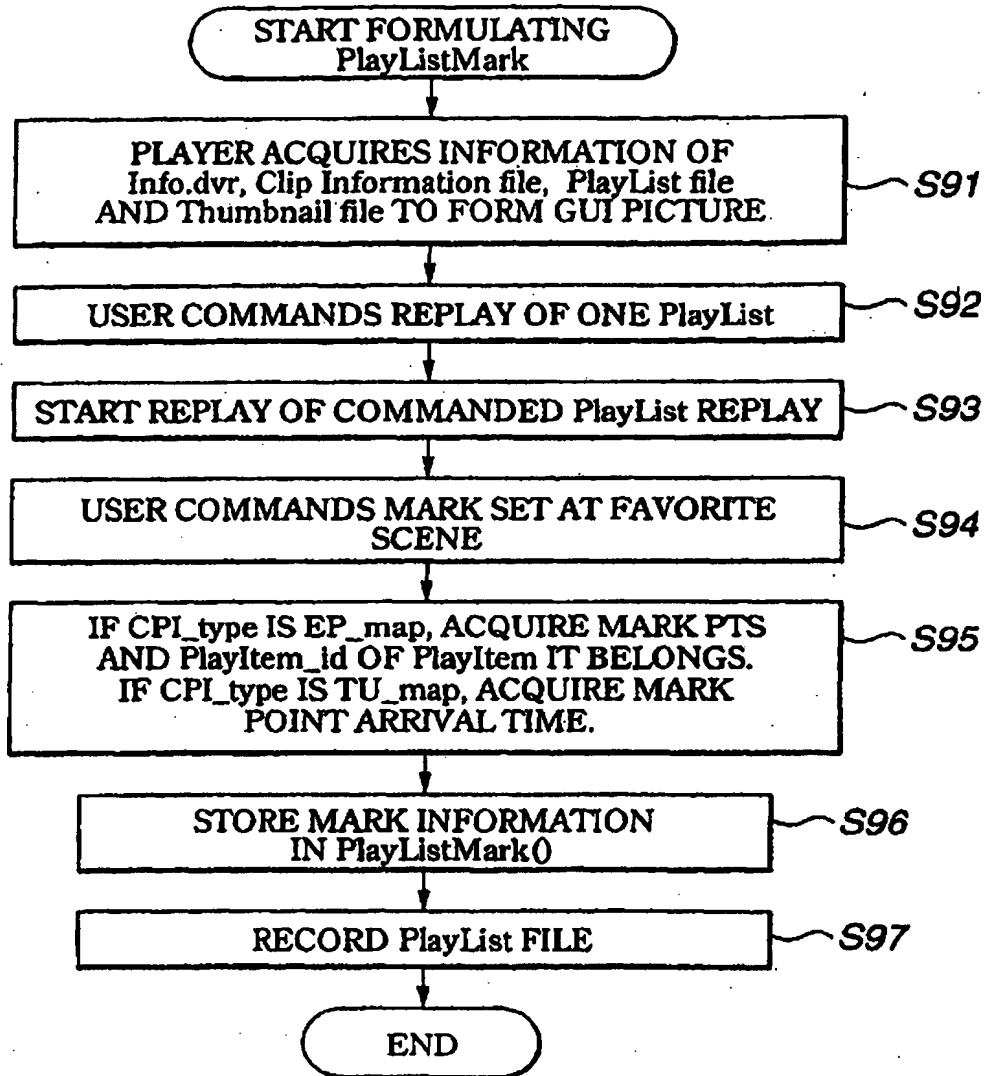 START FORMULATING
PlayListMark
PLAYER ACQUIRES INFORMATION OF
Info.dvr, Clip Information file, PlayList file
AND Thumbnail file TO FORM GUI PICTURE
S91
USER COMMANDS REPLAY OF ONE PlayList
S92
START REPLAY OF COMMANDED PlayList REPLAY
S93
USER COMMANDS MARK SET AT FAVORITE
SCENE
S94
IF CPI_type IS EP_map, ACQUIRE MARK PTS
AND PlayItem_id OF PlayItem IT BELONGS.
IF CPI_type IS TU_map, ACQUIRE MARK
POINT ARRIVAL TIME.
S95
STORE MARK INFORMATION
IN PlayListMark()
S96
RECORD PlayList FILE
S97
END